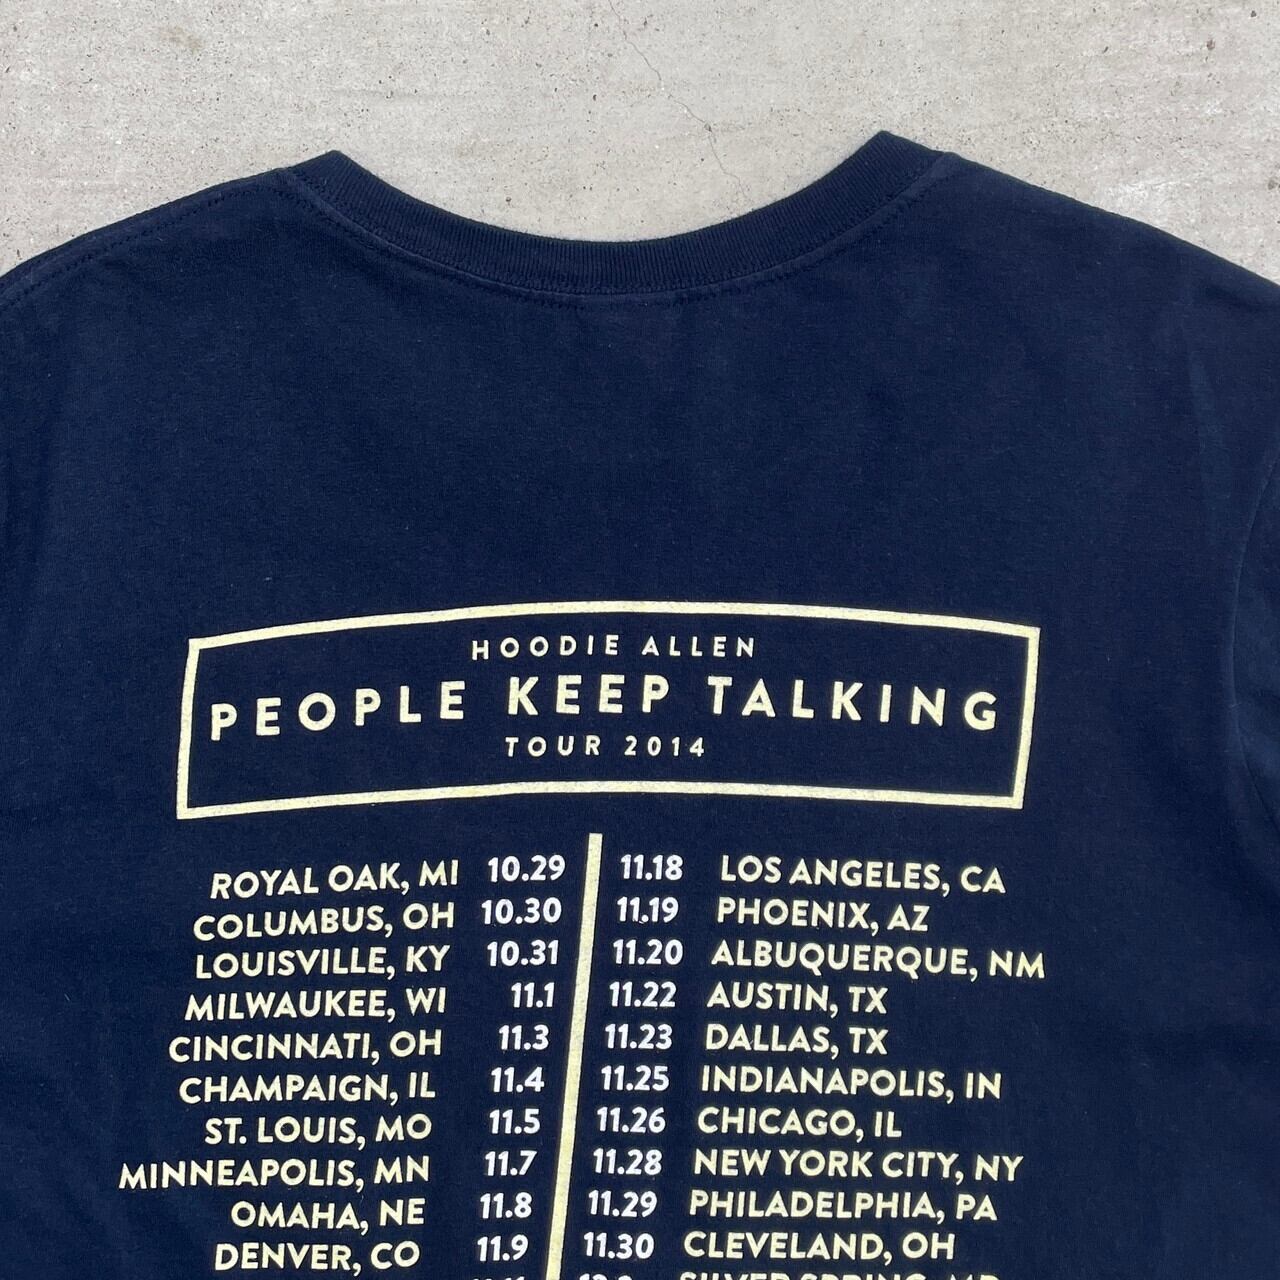 HOODIE ALLEN
PEOPLE KEEP TALKING
TOUR 2014
ROYAL OAK, MI 10.29
COLUMBUS, OH 10.30
LOUISVILLE, KY 10.31
MILWAUKEE, WI 11.1
CINCINNATI, OH 11.3
CHAMPAIGN, IL 11.4
ST. LOUIS, MO 11.5
MINNEAPOLIS, MN 11.7
OMAHA, NE 11.8
DENVER, CO 11.9
11.18 LOS ANGELES, CA
11.19 PHOENIX, AZ
11.20 ALBUQUERQUE, NM
11.22 AUSTIN, TX
11.23 DALLAS, TX
11.25 INDIANAPOLIS, IN
11.26 CHICAGO, IL
11.28 NEW YORK CITY, NY
11.29 PHILADELPHIA, PA
11.30 CLEVELAND, OH
SILVER SPRING, MD